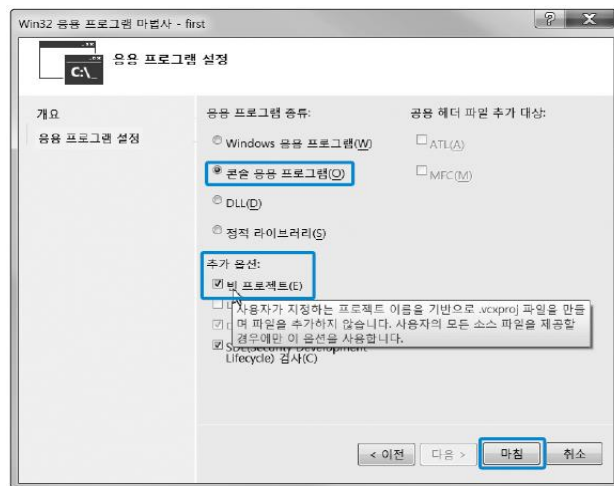 Win32 응용 프로그램 마법사 - first
C:\_
응용 프로그램 설정
개요
응용 프로그램 설정
응용 프로그램 종류:
Windows 응용 프로그램(W)
콘솔 응용 프로그램(O)
DLL(D)
정적 라이브러리(S)
공용 헤더 파일 추가 대상:
ATL(A)
MFC(M)
추가 옵션:
빈 프로젝트(E)
사용자가 지정하는 프로젝트 이름을 기반으로 .vcxproj 파일을 만들
며 파일을 추가하지 않습니다. 사용자의 모든 소스 파일을 제공할
경우에만 이 옵션을 사용합니다.
SDL(Security Development
Lifecycle) 검사(C)
< 이전
다음 >
마침
취소